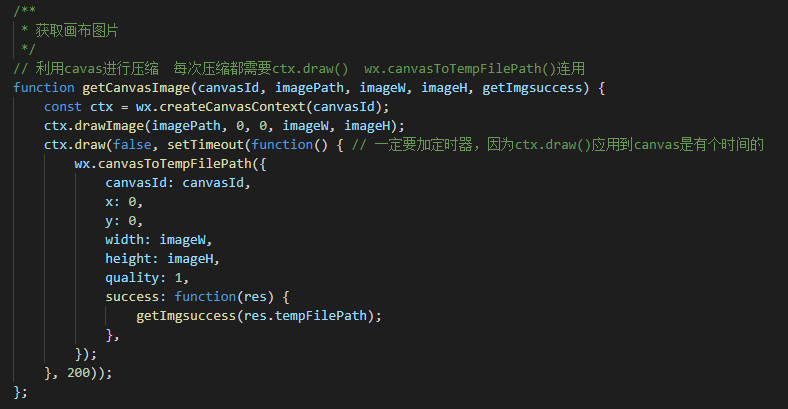 /**
 * 获取画布图片
 */
// 利用cavas进行压缩  每次压缩都需要ctx.draw()  wx.canvasToTempFilePath()连用
function getCanvasImage(canvasId, imagePath, imageW, imageH, getImgsuccess) {
    const ctx = wx.createCanvasContext(canvasId);
    ctx.drawImage(imagePath, 0, 0, imageW, imageH);
    ctx.draw(false, setTimeout(function() { // 一定要加定时器，因为ctx.draw()应用到canvas是有个时间的
        wx.canvasToTempFilePath({
            canvasId: canvasId,
            x: 0,
            y: 0,
            width: imageW,
            height: imageH,
            quality: 1,
            success: function(res) {
                getImgsuccess(res.tempFilePath);
            },
        });
    }, 200));
};